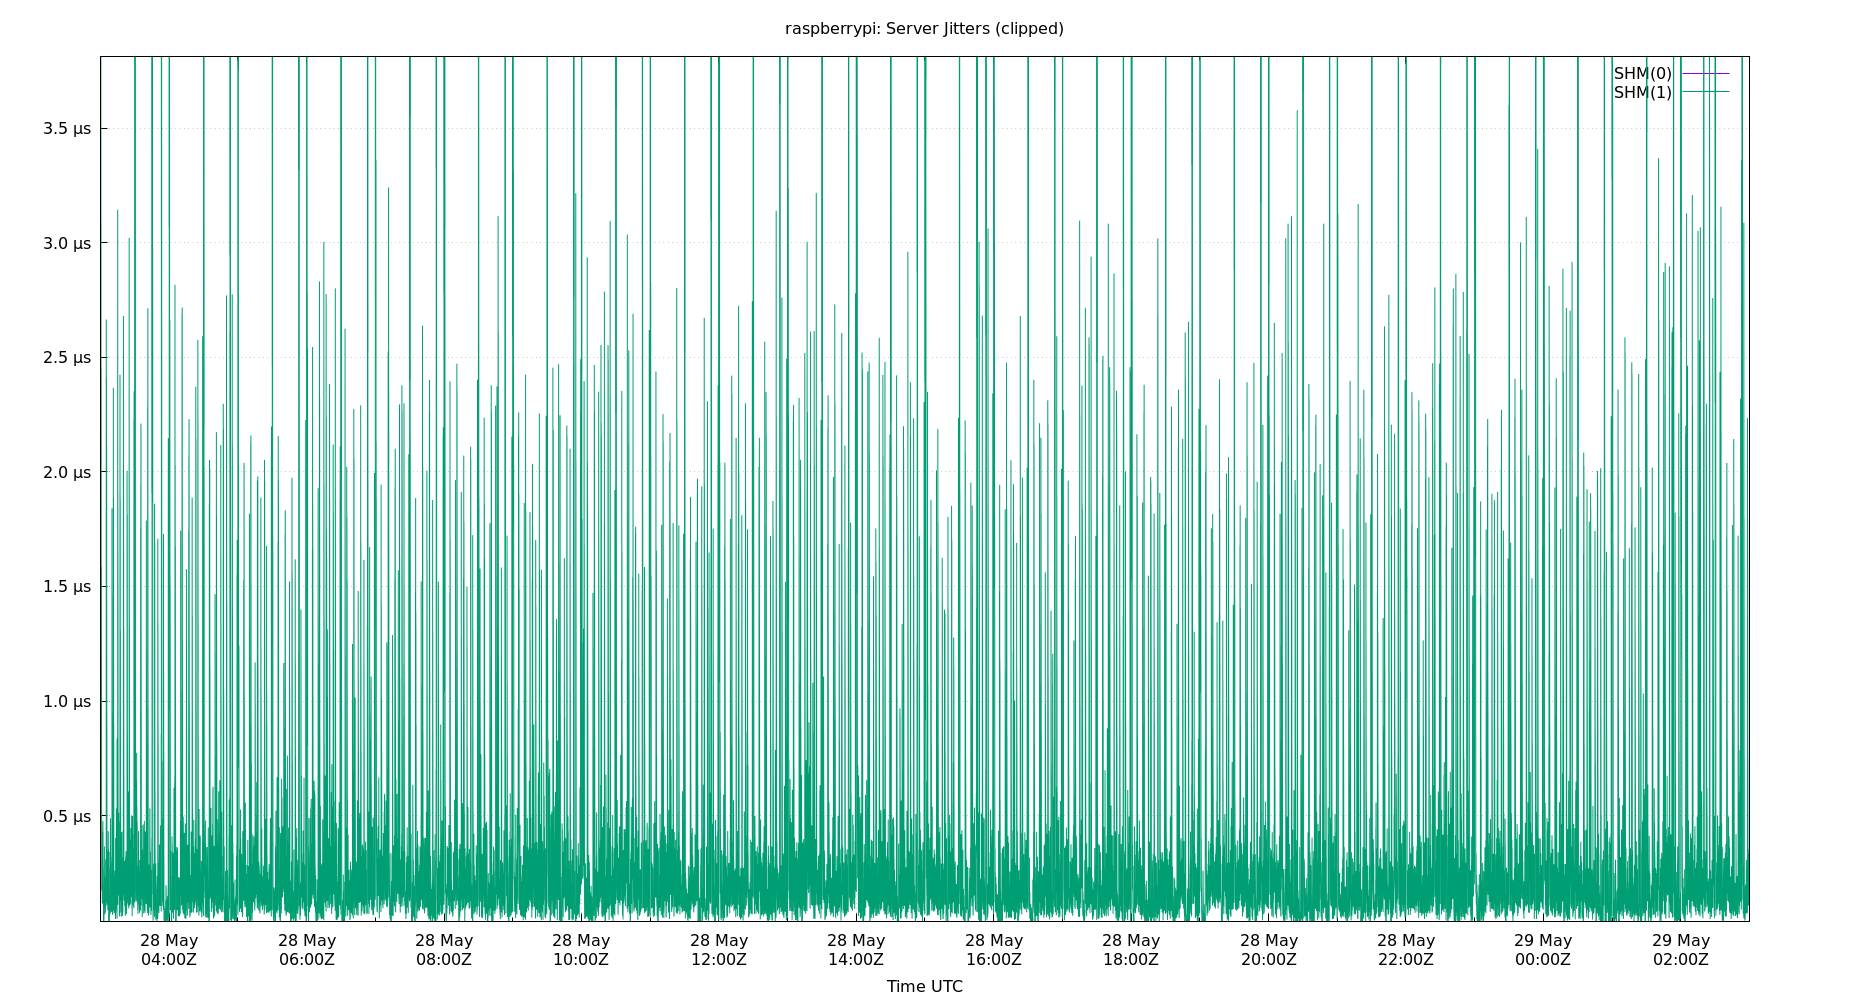 raspberrypi: Server Jitters (clipped)
SHM(0)
SHM(1)
3.5 µs
3.0 µs
2.5 µs
2.0 µs
1.5 µs
1.0 µs
0.5 µs
28 May 28 May 28 May 28 May 28 May 28 May 28 May 28 May 28 May 28 May 29 May 29 May
04:00Z 06:00Z 08:00Z 10:00Z 12:00Z 14:00Z 16:00Z 18:00Z 20:00Z 22:00Z 00:00Z 02:00Z
Time UTC